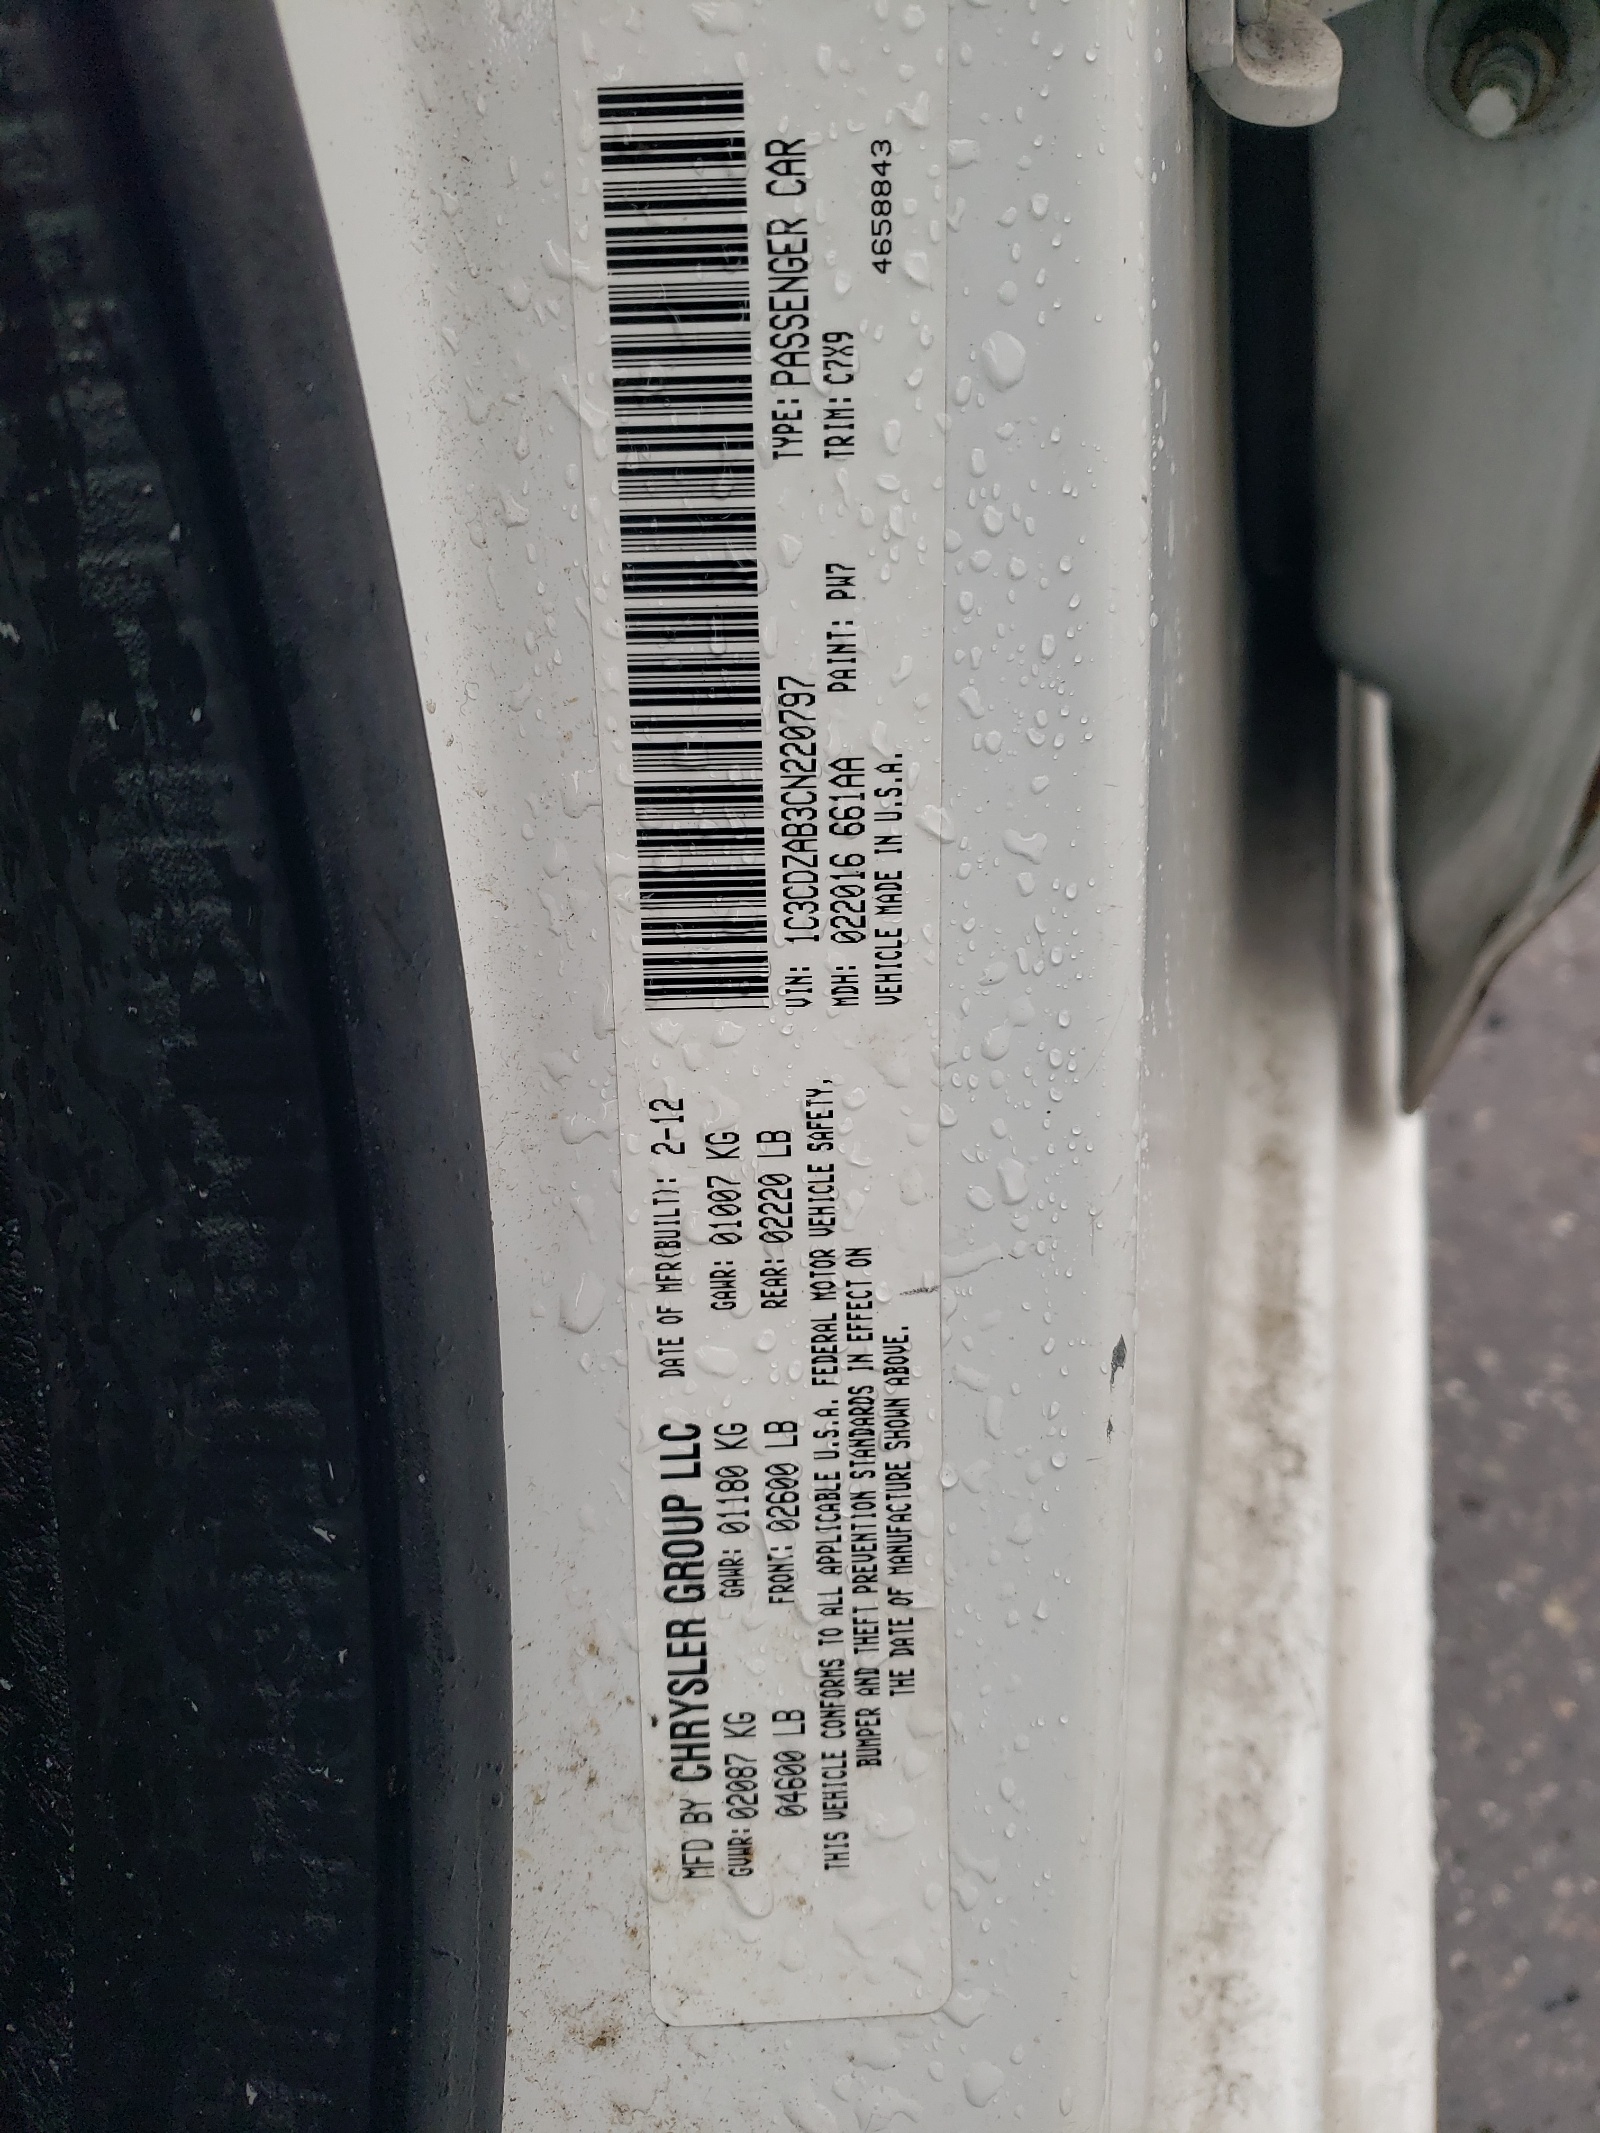 MFD BY CHRYSLER GROUP LLC DATE OF MFR(BUILT): 2-12
GVWR: 02087 KG GAWR: 01180 KG GAWR: 01007 KG
04600 LB FRONT: 02600 LB REAR: 02220 LB
THIS VEHICLE CONFORMS TO ALL APPLICABLE U.S.A. FEDERAL MOTOR VEHICLE SAFETY,
BUMPER AND THEFT PREVENTION STANDARDS IN EFFECT ON
THE DATE OF MANUFACTURE SHOWN ABOVE.
VIN: 1C3CDZAB3CN220797 TYPE: PASSENGER CAR
MDH: 022016 661AA PAINT: PW7 TRIM: C7X9
VEHICLE MADE IN U.S.A. 4658843